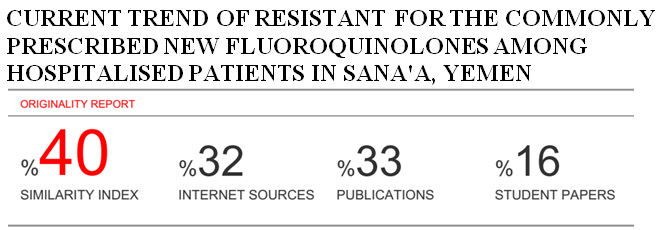 CURRENT TREND OF RESISTANT FOR THE COMMONLY
PRESCRIBED NEW FLUOROQUINOLONES AMONG
HOSPITALISED PATIENTS IN SANA'A, YEMEN
ORIGINALITY REPORT
%40 %32 %33 %16
SIMILARITY INDEX INTERNET SOURCES PUBLICATIONS STUDENT PAPERS